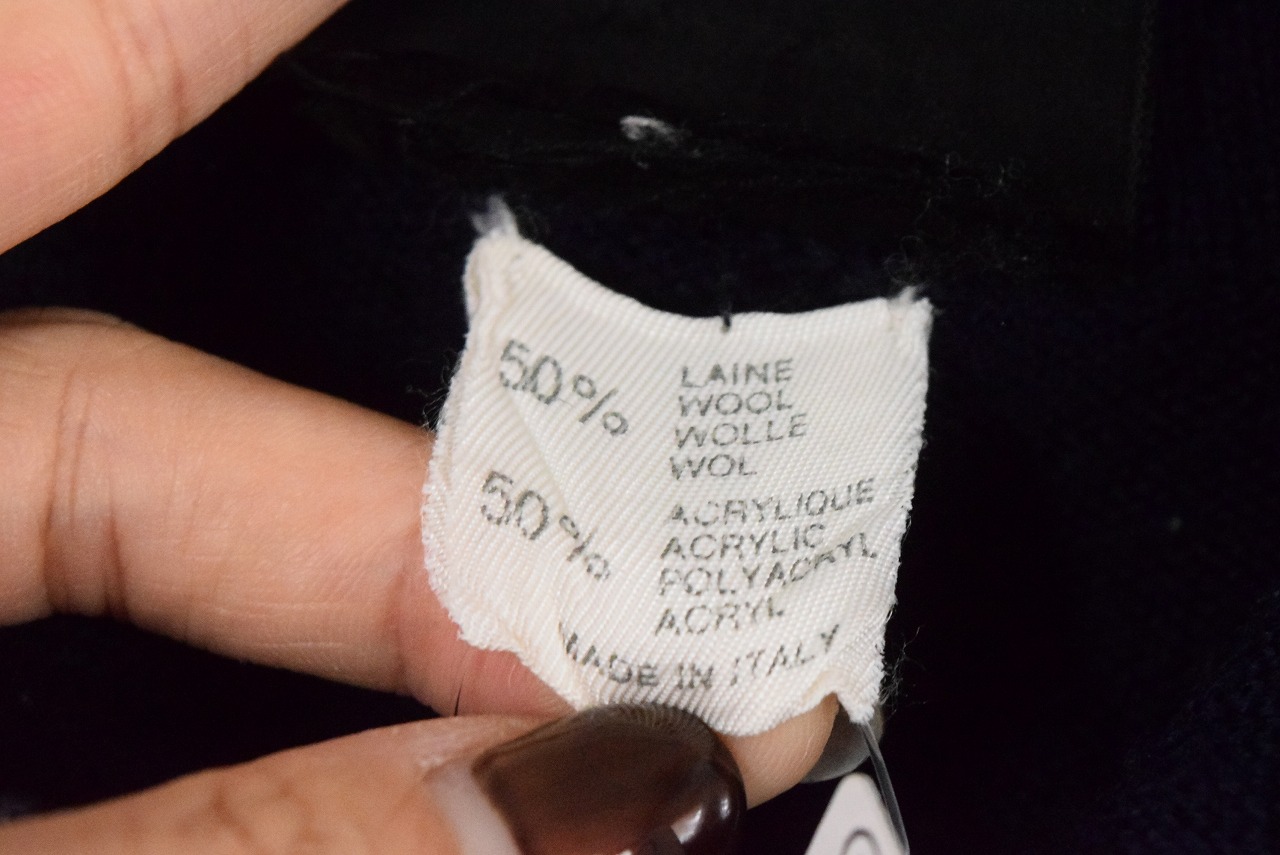 50% LAINE
WOOL
WOLLE
WOL
50% ACRYLIQUE
ACRYLIC
POLYACRYL
ACRYL
MADE IN ITALY